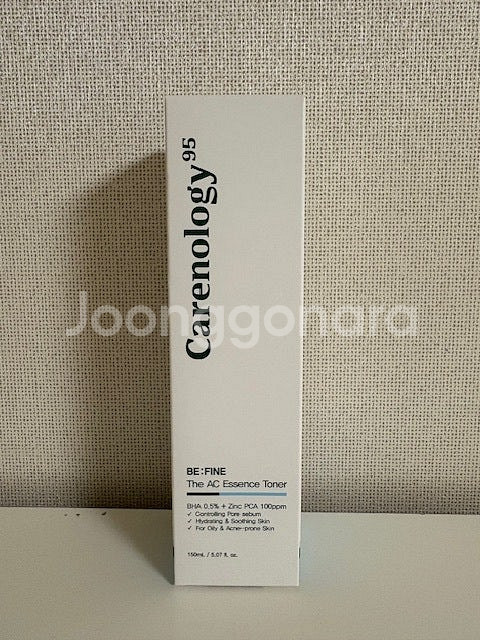 Carenology95
Joonggonara
BE:FINE
The AC Essence Toner
BHA 0.5% + Zinc PCA 100ppm
✓ Controlling Pore sebum
✓ Hydrating & Soothing Skin
✓ For Oily & Acne-prone Skin
150mL / 5.07 fl. oz.